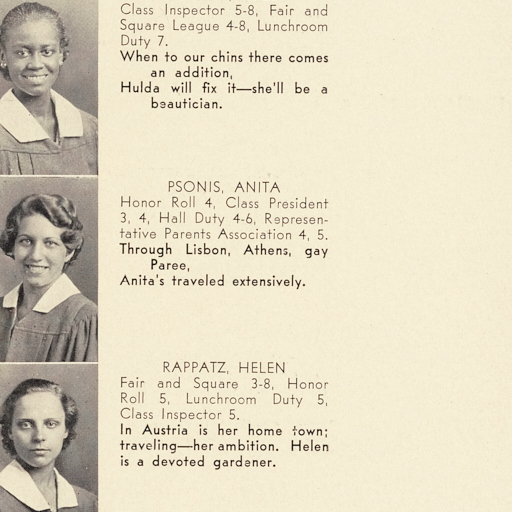 Class Inspector 5-8, Fair and
Square League 4-8, Lunchroom
Duty 7.
When to our chins there comes
an addition,
Hulda will fix it—she'll be a
beautician.
PSONIS, ANITA
Honor Roll 4, Class President
3, 4, Hall Duty 4-6, Represen-
tative Parents Association 4, 5.
Through Lisbon, Athens, gay
Paree,
Anita's traveled extensively.
RAPPATZ, HELEN
Fair and Square 3-8, Honor
Roll 5, Lunchroom Duty 5,
Class Inspector 5.
In Austria is her home town;
traveling—her ambition. Helen
is a devoted gardener.